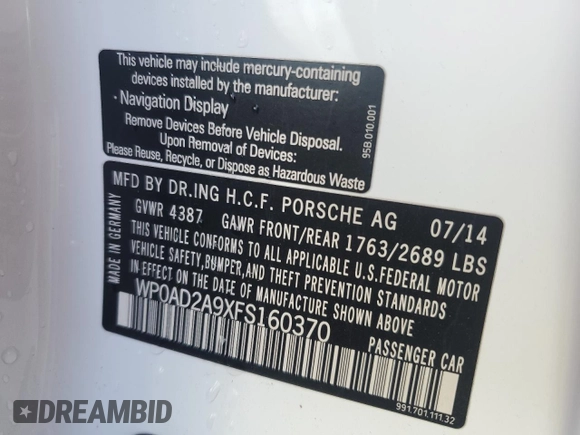 This vehicle may include mercury-containing
devices installed by the manufacturer:
· Navigation Display
Remove Devices Before Vehicle Disposal.
Upon Removal of Devices:
Please Reuse, Recycle, or Dispose as Hazardous Waste
95B.010.001
MADE IN GERMANY
MFD BY DR.ING H.C.F. PORSCHE AG 07/14
GVWR 4387 GAWR FRONT/REAR 1763/2689 LBS
THIS VEHICLE CONFORMS TO ALL APPLICABLE U.S.FEDERAL MOTOR
VEHICLE SAFETY,BUMPER,AND THEFT PREVENTION STANDARDS
IN EFFECT ON THE DATE OF MANUFACTURE SHOWN ABOVE.
WP0AD2A9XFS160370
PASSENGER CAR
991.701.111.32
DREAMBID